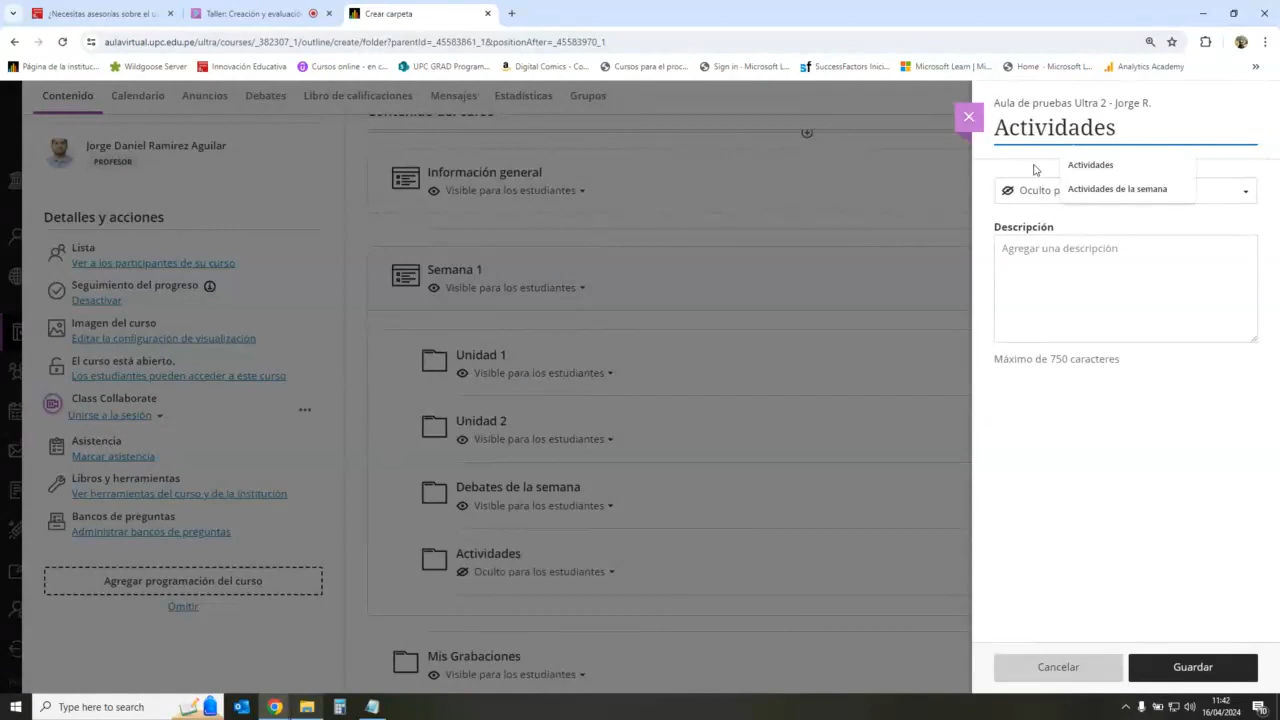 ¿Necesitas asesorías sobre el u
Taller: Creación y evaluación
Crear carpeta
aulavirtual.upc.edu.pe/ultra/courses/_382307_1/outline/create/folder?parentId=_45583861_1&positionAfter=_45583970_1
Página de la instituc...
Wildgoose Server
Innovación Educativa
Cursos online - en c...
UPC GRAD Program...
Digital Comics - Co...
Cursos para el proc...
Sign in - Microsoft L...
SuccessFactors Inici...
Microsoft Learn | Mi...
Home - Microsoft L...
Analytics Academy
Contenido
Calendario
Anuncios
Debates
Libro de calificaciones
Mensajes
Estadísticas
Grupos
Jorge Daniel Ramirez Aguilar
PROFESOR
Detalles y acciones
Lista
Ver a los participantes de su curso
Seguimiento del progreso
Desactivar
Imagen del curso
Editar la configuración de visualización
El curso está abierto.
Los estudiantes pueden acceder a este curso
Class Collaborate
Unirse a la sesión
Asistencia
Marcar asistencia
Libros y herramientas
Ver herramientas del curso y de la institución
Bancos de preguntas
Administrar bancos de preguntas
Agregar programación del curso
Omitir
Contenido del curso
Información general
Visible para los estudiantes
Semana 1
Visible para los estudiantes
Unidad 1
Visible para los estudiantes
Unidad 2
Visible para los estudiantes
Debates de la semana
Visible para los estudiantes
Actividades
Oculto para los estudiantes
Mis Grabaciones
Visible para los estudiantes
Aula de pruebas Ultra 2 - Jorge R.
Actividades
Actividades
Oculto p
Actividades de la semana
Descripción
Agregar una descripción
Máximo de 750 caracteres
Cancelar
Guardar
Type here to search
11:42
16/04/2024
10